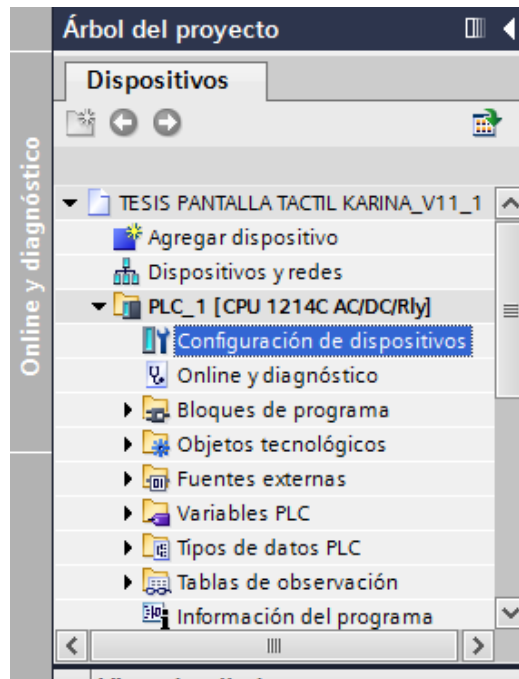 Árbol del proyecto
Dispositivos
Online y diagnóstico
TESIS PANTALLA TACTIL KARINA_V11_1
Agregar dispositivo
Dispositivos y redes
PLC_1 [CPU 1214C AC/DC/Rly]
Configuración de dispositivos
Online y diagnóstico
Bloques de programa
Objetos tecnológicos
Fuentes externas
Variables PLC
Tipos de datos PLC
Tablas de observación
Información del programa